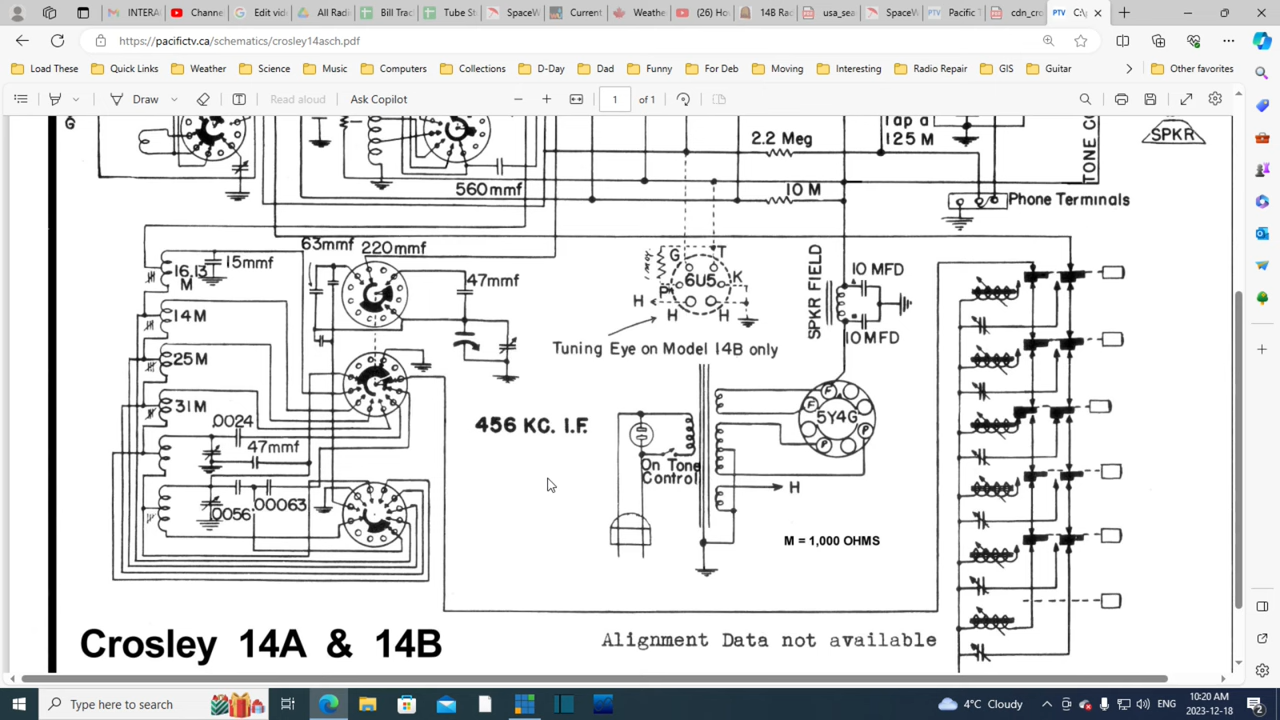 INTERA
Channe
Edit vide
All Radi
Bill Trac
Tube St
SpaceW
Current
Weathe
(26) Ho
14B Rac
usa_sea
SpaceW
PTV
Pacific T
cdn_cro
PTV
C:\
https://pacifictv.ca/schematics/crosley14asch.pdf
Load These
Quick Links
Weather
Science
Music
Computers
Collections
D-Day
Dad
Funny
For Deb
Moving
Interesting
Radio Repair
GIS
Guitar
Other favorites
Draw
Read aloud
Ask Copilot
1
of 1
G
Tap a
125 M
2.2 Meg
TONE CO
SPKR
560mmf
10 M
Phone Terminals
63mmf
220mmf
16.13
M
15mmf
47mmf
14M
25M
31M
.0024
47mmf
.0056
.00063
G
T
6U5
K
P
H
H
H
Tuning Eye on Model 14B only
SPKR FIELD
10 MFD
10MFD
456 KC. I.F.
F
F
5Y4G
P
P
On Tone
Control
H
M = 1,000 OHMS
Crosley 14A & 14B
Alignment Data not available
Type here to search
4°C Cloudy
ENG
10:20 AM
2023-12-18
2